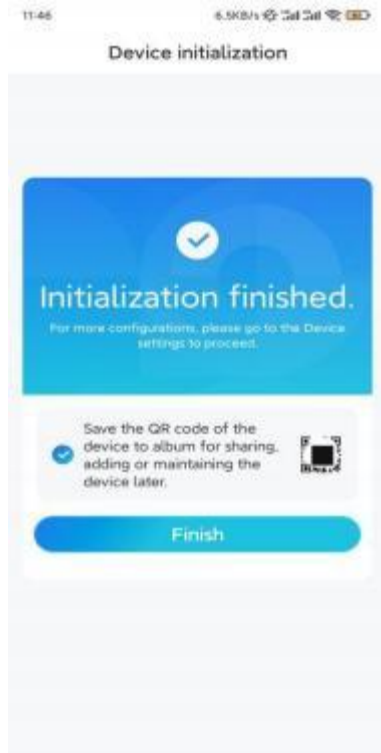 11:46
6.5KB/s
Device initialization
Initialization finished.
For more configurations, please go to the Device
settings to proceed.
Save the QR code of the
device to album for sharing,
adding or maintaining the
device later.
Finish